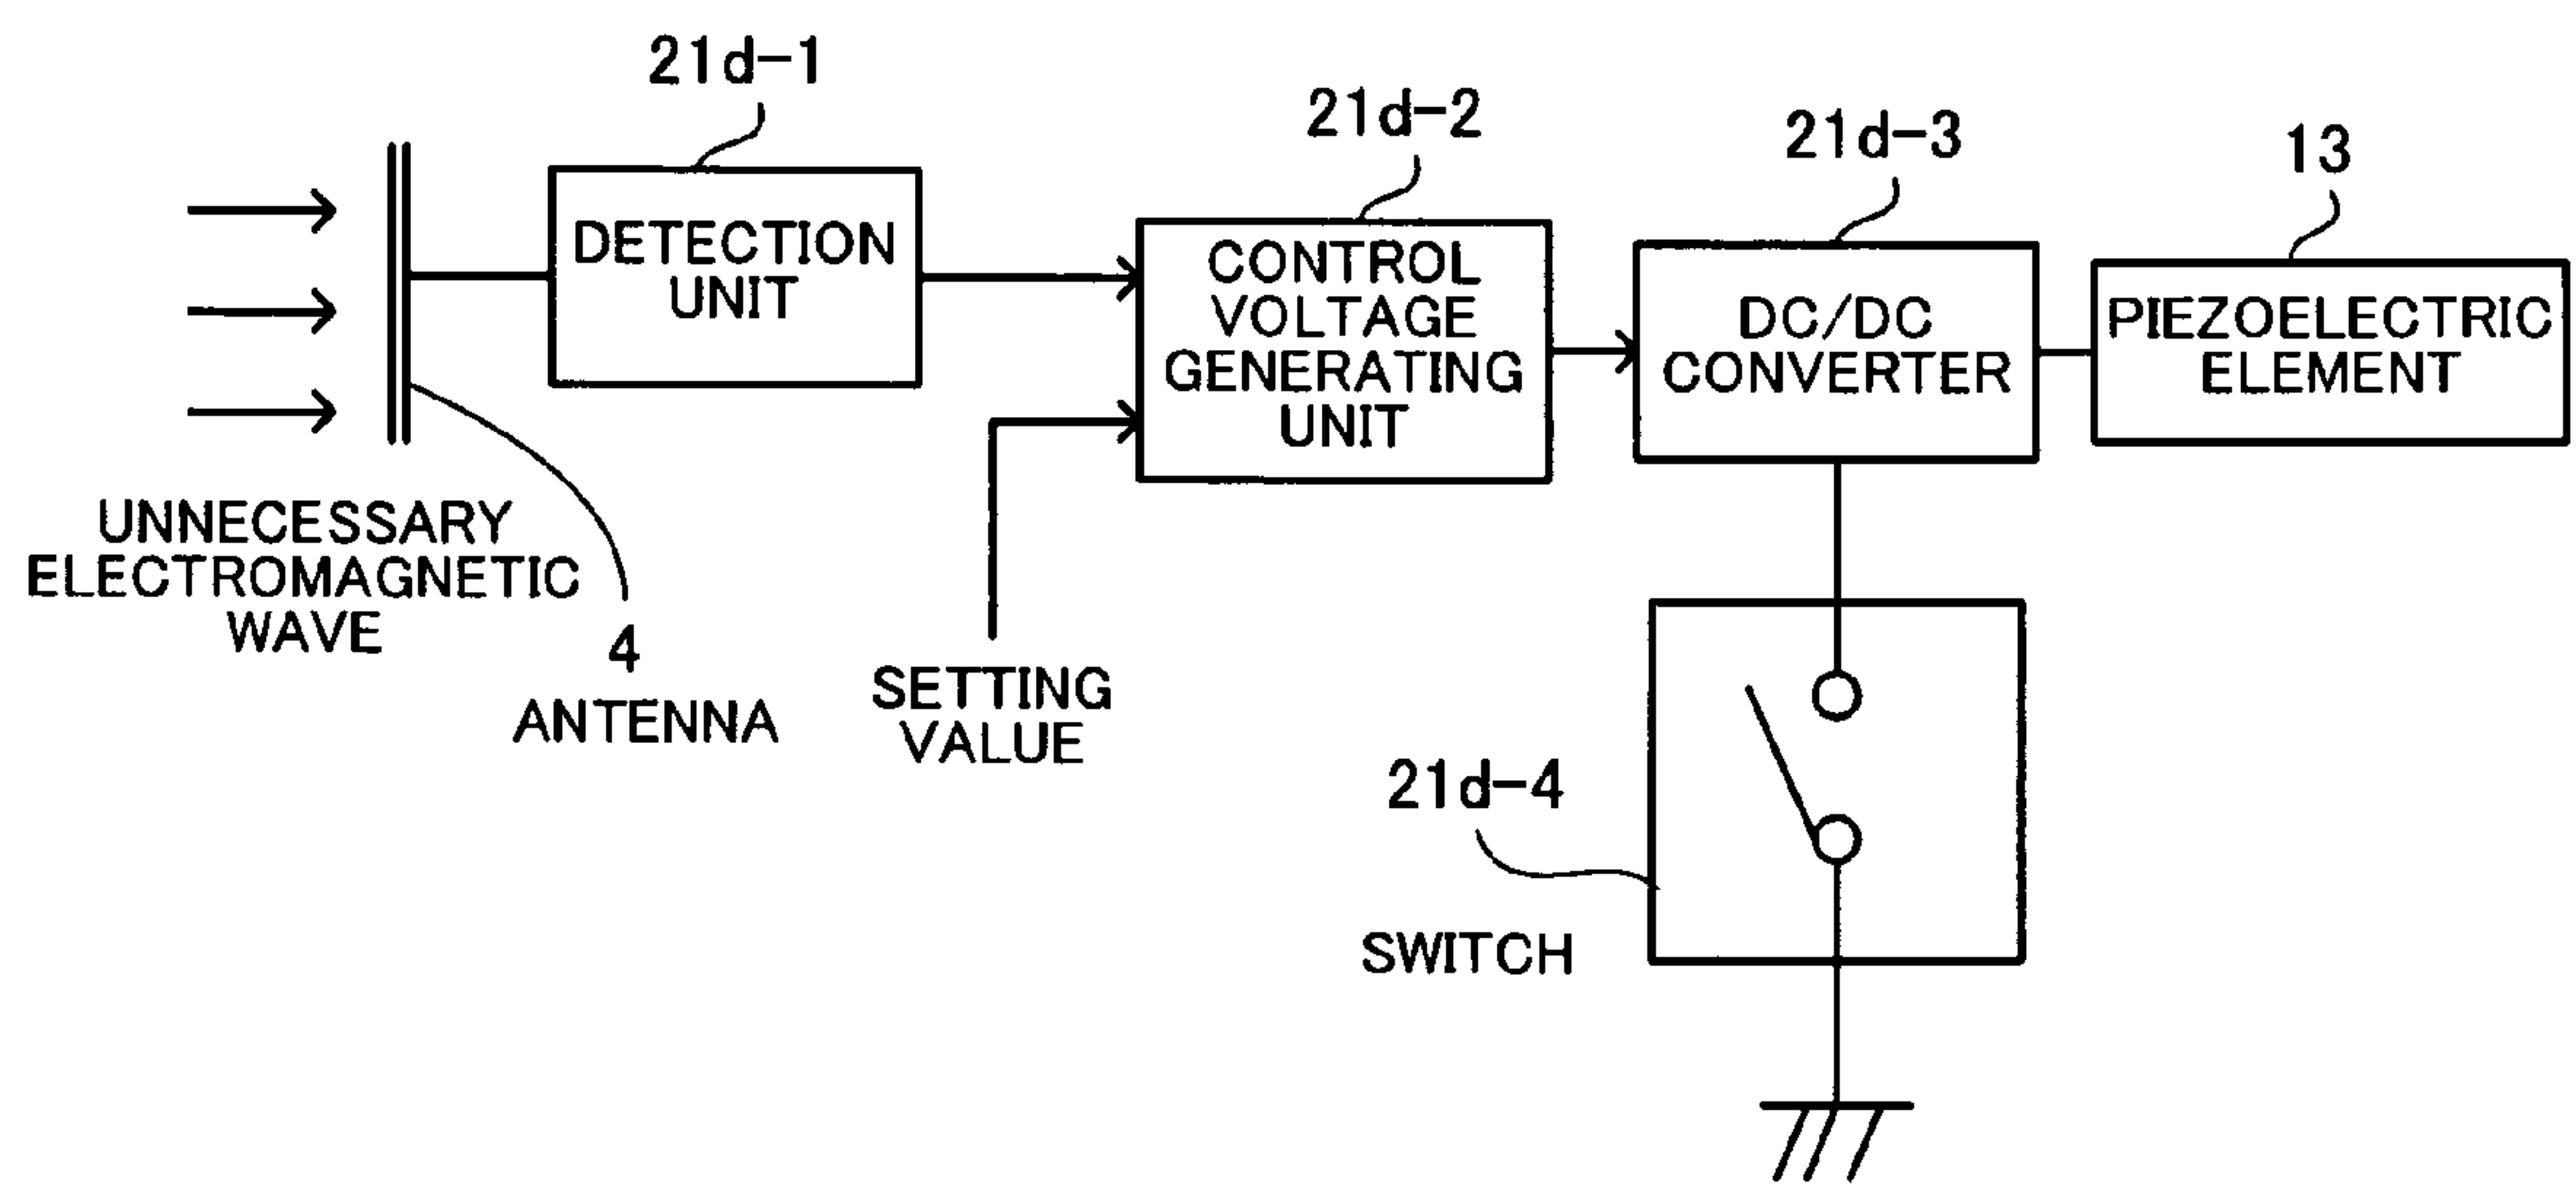 21d-1
21d-2
21d-3
13
DETECTION
UNIT
CONTROL
VOLTAGE
GENERATING
UNIT
DC/DC
CONVERTER
PIEZOELECTRIC
ELEMENT
UNNECESSARY
ELECTROMAGNETIC
WAVE
4
ANTENNA
SETTING
VALUE
21d-4
SWITCH